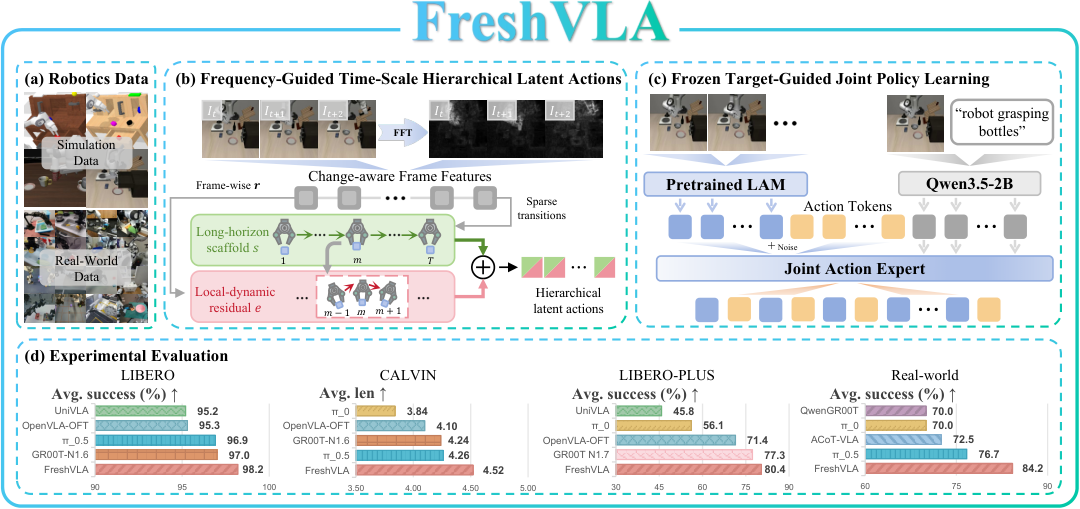 FreshVLA
(a) Robotics Data
Simulation
Data
Real-World
Data
(b) Frequency-Guided Time-Scale Hierarchical Latent Actions
I_t
I_{t+1}
I_{t+2}
FFT
I_t
I_{t+1}
I_{t+2}
Change-aware Frame Features
Frame-wise r
Sparse
transitions
Long-horizon
scaffold s
1
m
T
Local-dynamic
residual e
m − 1
m
m+1
Hierarchical
latent actions
(c) Frozen Target-Guided Joint Policy Learning
“robot grasping
bottles”
Pretrained LAM
Qwen3.5-2B
Action Tokens
+ Noise
Joint Action Expert
(d) Experimental Evaluation
LIBERO
Avg. success (%) ↑
UniVLA 95.2
OpenVLA-OFT 95.3
π_0.5 96.9
GR00T-N1.6 97.0
FreshVLA 98.2
90 95 100
CALVIN
Avg. len ↑
π_0 3.84
OpenVLA-OFT 4.10
GR00T-N1.6 4.24
π_0.5 4.26
FreshVLA 4.52
3.50 4.00 4.50 5.00
LIBERO-PLUS
Avg. success (%) ↑
UniVLA 45.8
π_0 56.1
OpenVLA-OFT 71.4
GR00T N1.7 77.3
FreshVLA 80.4
30 45 60 75 90
Real-world
Avg. success (%) ↑
QwenGR00T 70.0
π_0 70.0
ACoT-VLA 72.5
π_0.5 76.7
FreshVLA 84.2
60 75 90